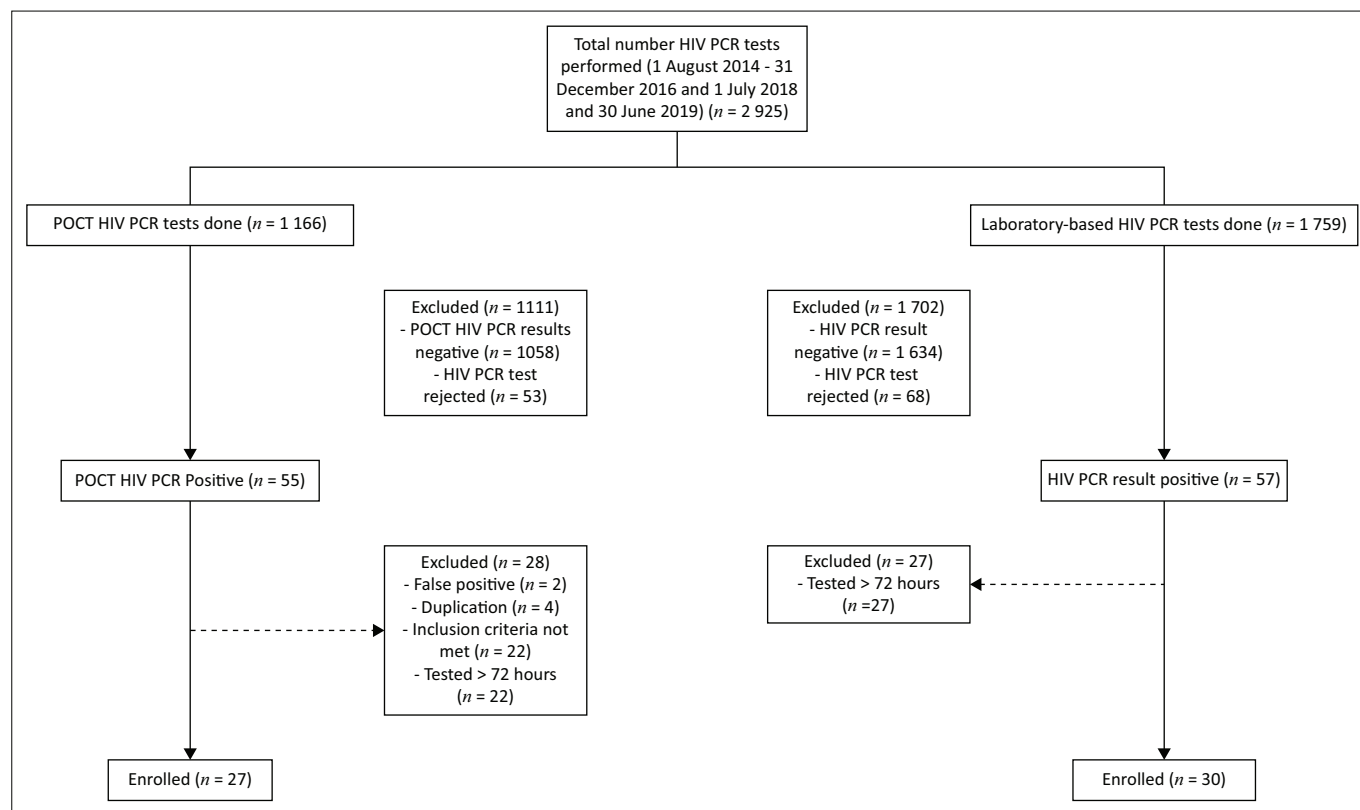 Total number HIV PCR tests
performed (1 August 2014 - 31
December 2016 and 1 July 2018
and 30 June 2019) (n = 2 925)
POCT HIV PCR tests done (n = 1 166)
Laboratory-based HIV PCR tests done (n = 1 759)
Excluded (n = 1111)
- POCT HIV PCR results
negative (n = 1058)
- HIV PCR test
rejected (n = 53)
Excluded (n = 1 702)
- HIV PCR result
negative (n = 1 634)
- HIV PCR test
rejected (n = 68)
POCT HIV PCR Positive (n = 55)
HIV PCR result positive (n = 57)
Excluded (n = 28)
- False positive (n = 2)
- Duplication (n = 4)
- Inclusion criteria not
met (n = 22)
- Tested > 72 hours
(n = 22)
Excluded (n = 27)
- Tested > 72 hours
(n =27)
Enrolled (n = 27)
Enrolled (n = 30)